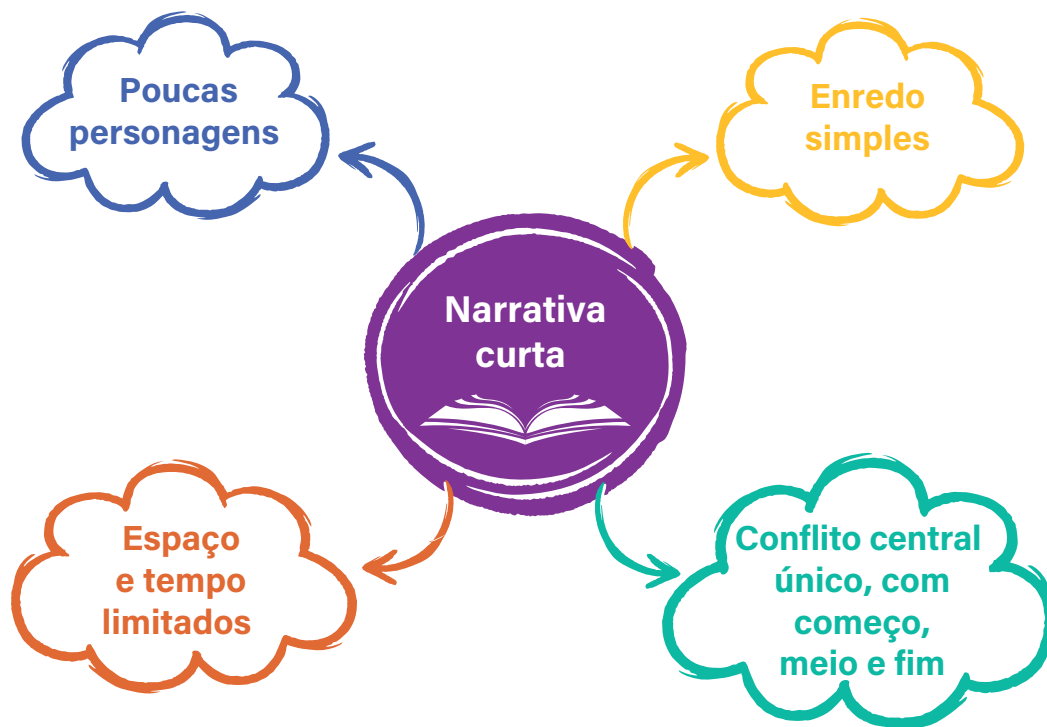 Poucas
personagens
Enredo
simples
Narrativa
curta
Espaço
e tempo
limitados
Conflito central
único, com
começo,
meio e fim